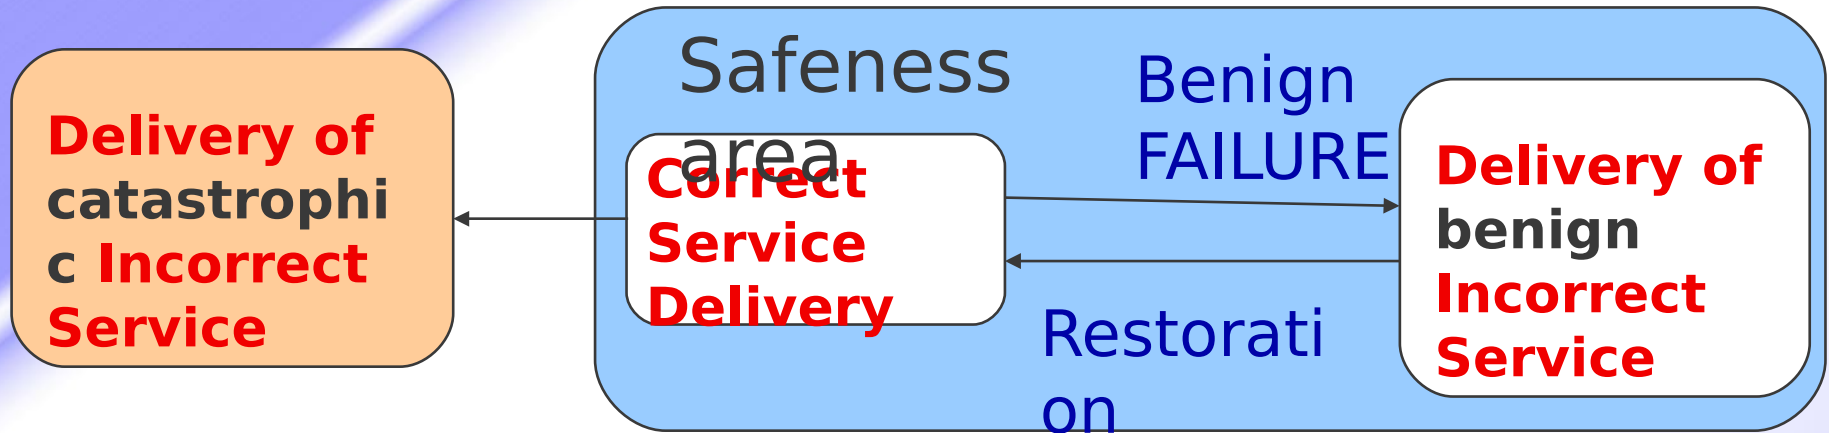 Delivery of
catastrophi
c Incorrect
Service
Safeness
area
Correct
Service
Delivery
Benign
FAILURE
Restorati
on
Delivery of
benign
Incorrect
Service